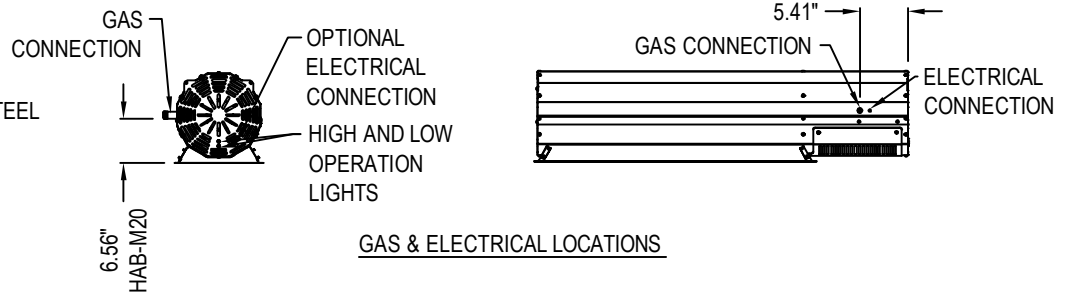 GAS
CONNECTION
TEEL
OPTIONAL
ELECTRICAL
CONNECTION
HIGH AND LOW
OPERATION
LIGHTS
6.56"
HAB-M20
5.41"
GAS CONNECTION
ELECTRICAL
CONNECTION
GAS & ELECTRICAL LOCATIONS